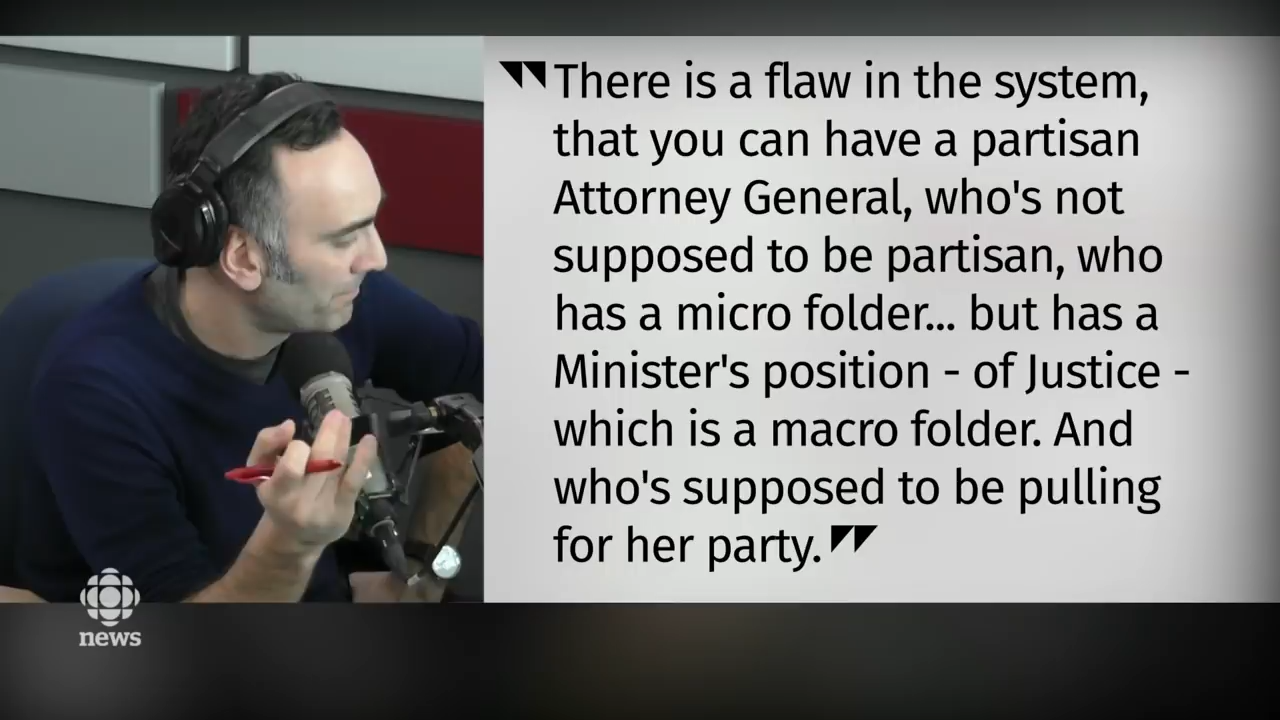 There is a flaw in the system,
that you can have a partisan
Attorney General, who's not
supposed to be partisan, who
has a micro folder... but has a
Minister's position - of Justice -
which is a macro folder. And
who's supposed to be pulling
for her party.
news